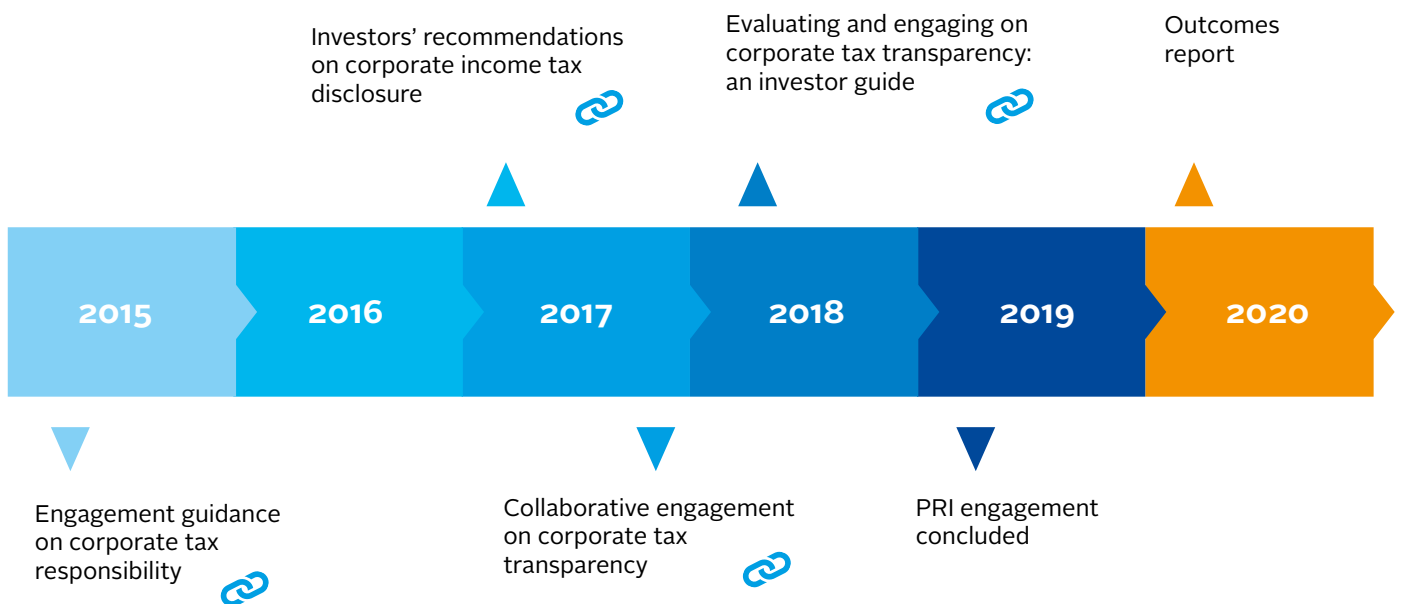 Investors’ recommendations
on corporate income tax
disclosure
Evaluating and engaging on
corporate tax transparency:
an investor guide
Outcomes
report
2015
2016
2017
2018
2019
2020
Engagement guidance
on corporate tax
responsibility
Collaborative engagement
on corporate tax
transparency
PRI engagement
concluded